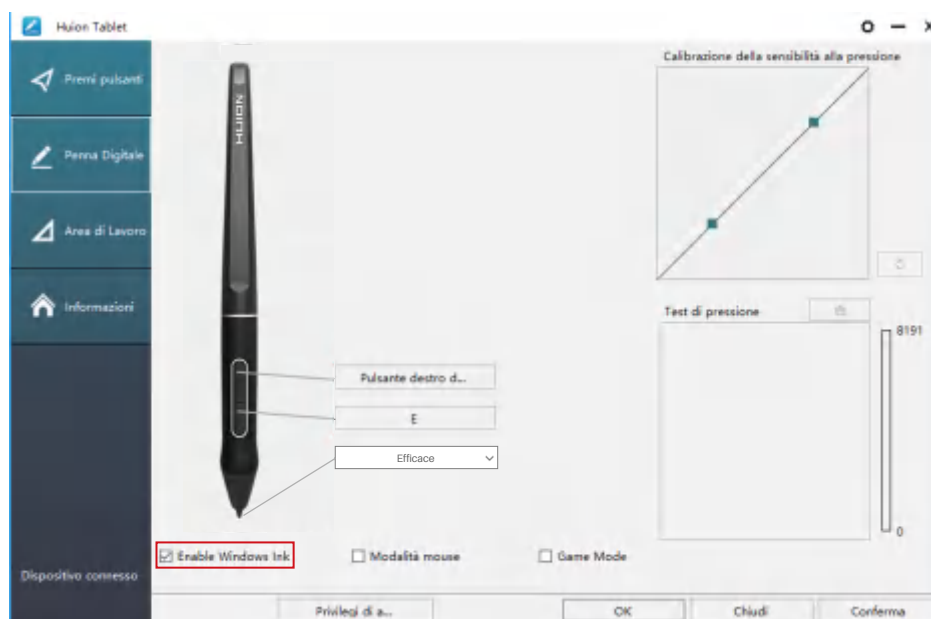 Huion Tablet
Premi pulsanti
Penna Digitale
Area di Lavoro
Informazioni
Dispositivo connesso
HUION
Pulsante destro d...
E
Efficace
Enable Windows Ink
Modalità mouse
Game Mode
Calibrazione della sensibilità alla pressione
Test di pressione
8191
0
Privilegi di a...
OK
Chiudi
Conferma